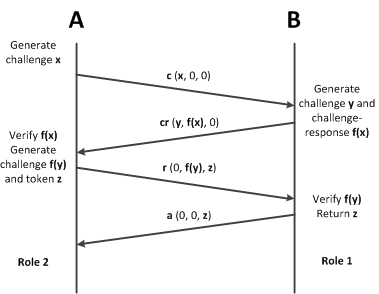 A
B
Generate
challenge x
c (x, 0, 0)
Generate
challenge y and
challenge-
response f(x)
cr (y, f(x), 0)
Verify f(x)
Generate
challenge f(y)
and token z
r (0, f(y), z)
Verify f(y)
Return z
a (0, 0, z)
Role 2
Role 1